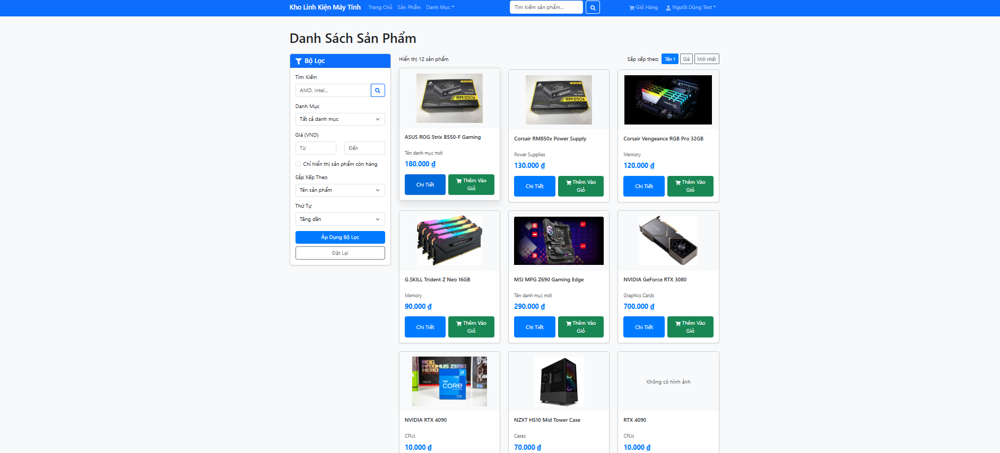 Kho Linh Kiện Máy Tính
Trang Chủ
Sản Phẩm
Danh Mục
Tìm kiếm sản phẩm...
Giỏ Hàng
Người Dùng Test
Danh Sách Sản Phẩm
Bộ Lọc
Tìm Kiếm
AMD, Intel...
Danh Mục
Tất cả danh mục
Giá (VND)
Từ
Đến
Chỉ hiển thị sản phẩm còn hàng
Sắp Xếp Theo
Tên sản phẩm
Thứ Tự
Tăng dần
Áp Dụng Bộ Lọc
Đặt Lại
Hiển thị 12 sản phẩm
Sắp xếp theo:
Tên ↑
Giá
Mới nhất
RM850x
ASUS ROG Strix B550-F Gaming
Tên danh mục mới
180.000 ₫
Chi Tiết
Thêm Vào
Giỏ
RM850x
Corsair RM850x Power Supply
Power Supplies
130.000 ₫
Chi Tiết
Thêm Vào
Giỏ
Corsair Vengeance RGB Pro 32GB
Memory
120.000 ₫
Chi Tiết
Thêm Vào
Giỏ
G.SKILL Trident Z Neo 16GB
Memory
90.000 ₫
Chi Tiết
Thêm Vào
Giỏ
MSI MPG Z690 Gaming Edge
Tên danh mục mới
290.000 ₫
Chi Tiết
Thêm Vào
Giỏ
NVIDIA GeForce RTX 3080
Graphics Cards
700.000 ₫
Chi Tiết
Thêm Vào
Giỏ
ROG
MAXIMUS Z690
HERO
i7
intel
CORE
NVIDIA RTX 4090
CPUs
10.000 ₫
NZXT H510 Mid Tower Case
Cases
70.000 ₫
Không có hình ảnh
RTX 4090
CPUs
10.000 ₫